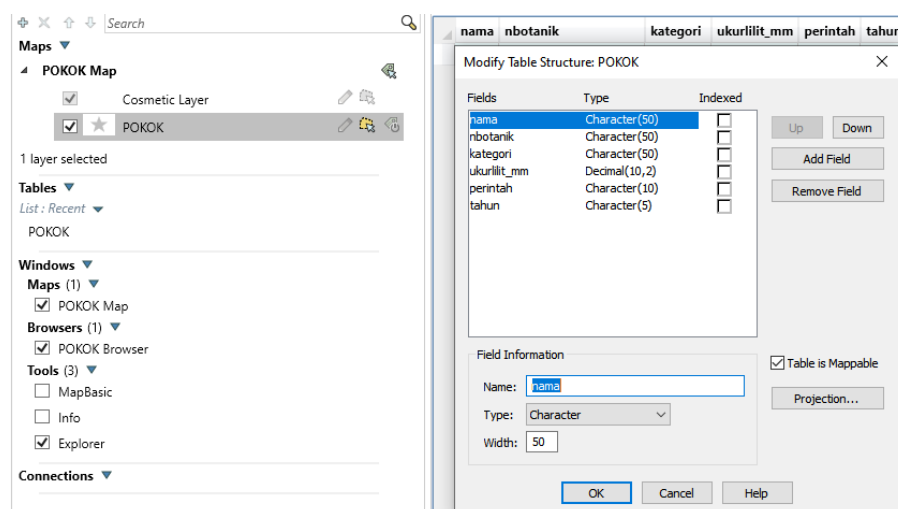 Search
Maps
POKOK Map
Cosmetic Layer
POKOK
1 layer selected
Tables
List : Recent
POKOK
Windows
Maps (1)
POKOK Map
Browsers (1)
POKOK Browser
Tools (3)
MapBasic
Info
Explorer
Connections
nama nbotanik kategori ukurlilit_mm perintah tahun
Modify Table Structure: POKOK
Fields Type Indexed
nama Character(50)
nbotanik Character(50)
kategori Character(50)
ukurlilit_mm Decimal(10,2)
perintah Character(10)
tahun Character(5)
Up Down
Add Field
Remove Field
Field Information
Name: nama
Type: Character
Width: 50
Table is Mappable
Projection...
OK Cancel Help